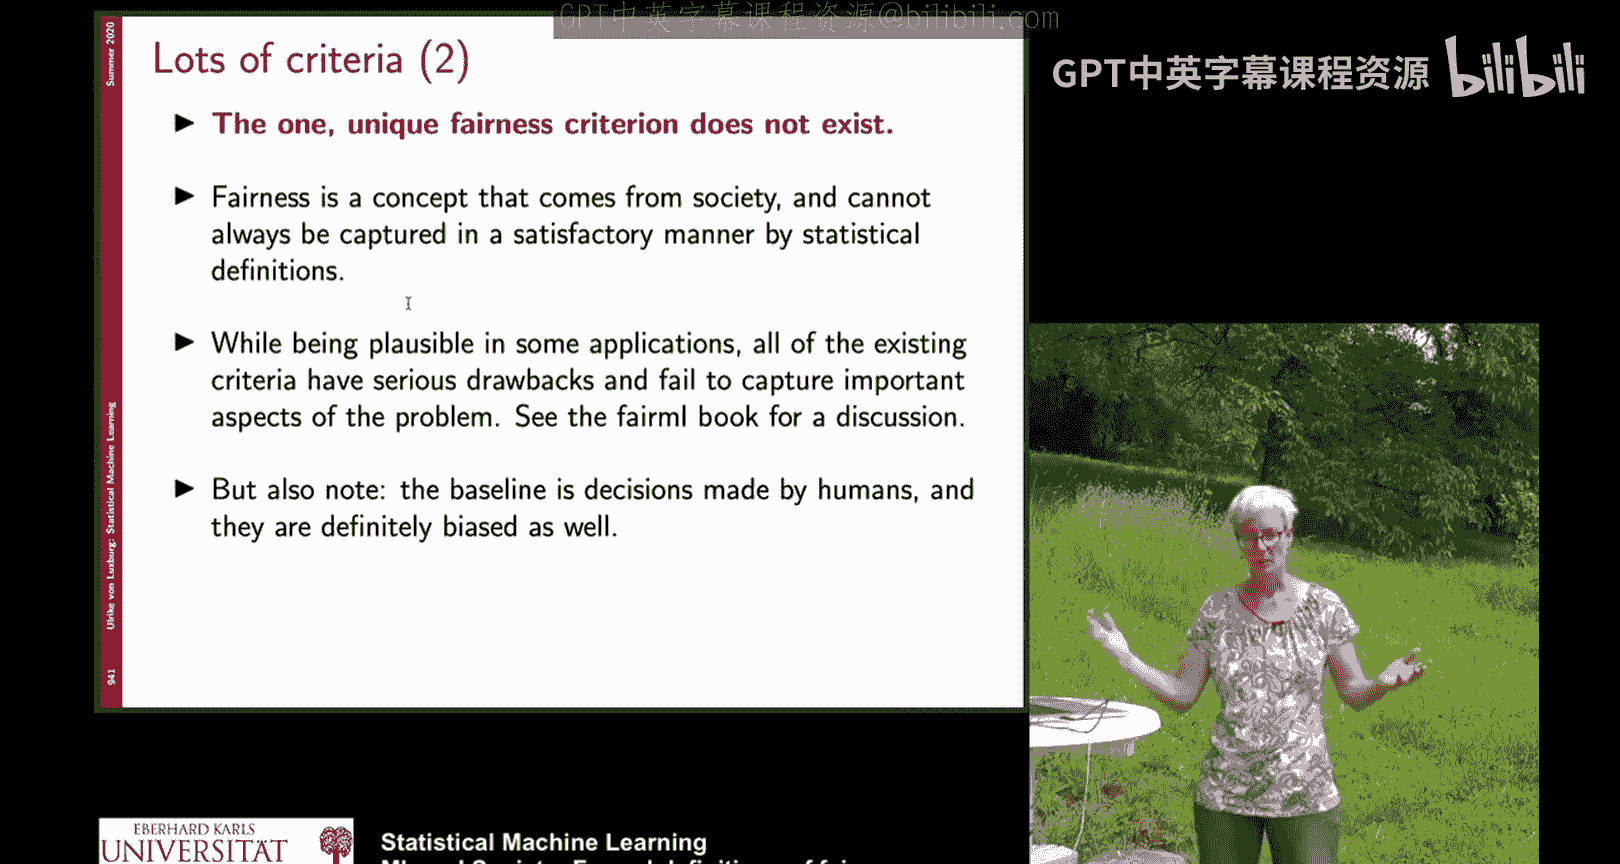 GPT中英字幕课程资源@bilibili.com
GPT中英字幕课程资源 bilibili
Summer 2020
Ulrike von Luxburg: Statistical Machine Learning
941
Lots of criteria (2)
► The one, unique fairness criterion does not exist.
► Fairness is a concept that comes from society, and cannot
always be captured in a satisfactory manner by statistical
definitions.
► While being plausible in some applications, all of the existing
criteria have serious drawbacks and fail to capture important
aspects of the problem. See the fairml book for a discussion.
► But also note: the baseline is decisions made by humans, and
they are definitely biased as well.
EBERHARD KARLS
UNIVERSITÄT
Statistical Machine Learning